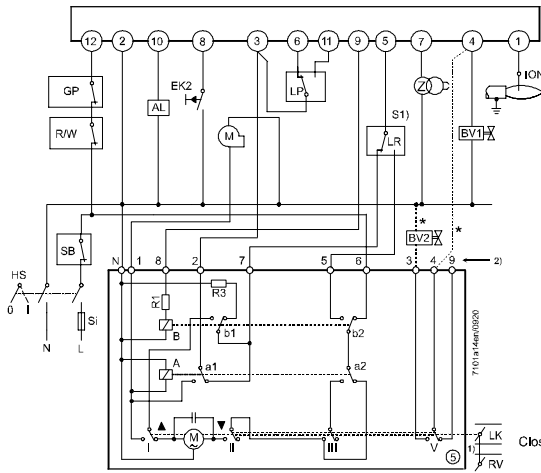 12 2 10 8 3 6 11 9 5 7 4 1
GP
EK2
LP
Z
ION
AL
R/W
M
S1)
LR
BV1
*
*
BV2
SB
HS
0 I
Si
N L
N 1 8 2 7 5 6 3 4 9
2)
R1
R3
B
b1
b2
A
a1
a2
I
M
II
III
V
5
7101a14en/0920
LK
1)
Clos
RV